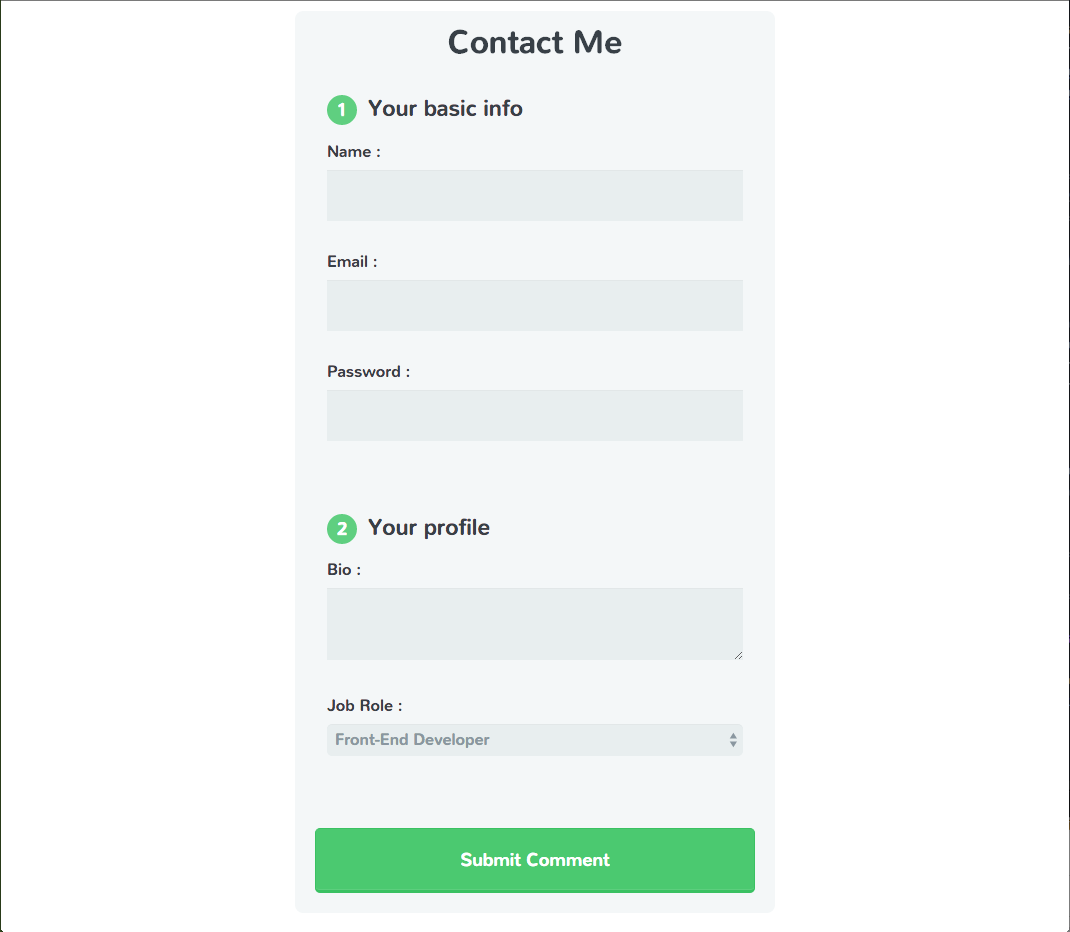 Contact Me
1 Your basic info
Name :
Email :
Password :
2 Your profile
Bio :
Job Role :
Front-End Developer
Submit Comment